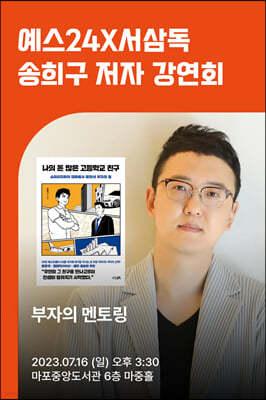 예스24X서삼독
송희구 저자 강연회
나의 돈 많은 고등학교 친구
부자의 멘토링
2023.07.16 (일) 오후 3:30
마포중앙도서관 6층 마중홀